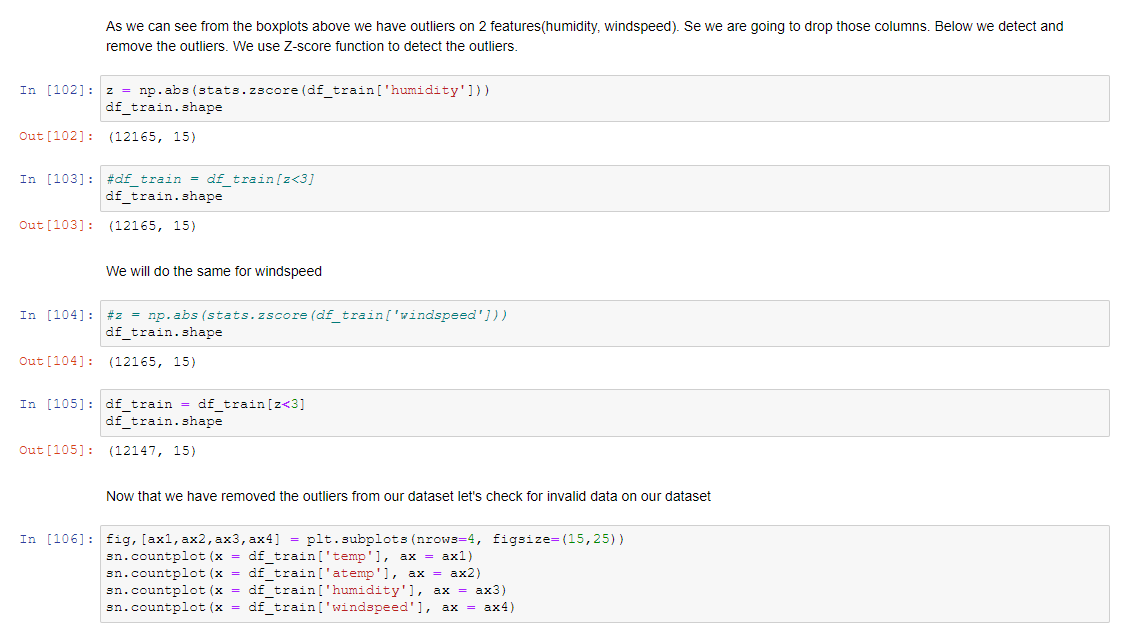 As we can see from the boxplots above we have outliers on 2 features(humidity, windspeed). Se we are going to drop those columns. Below we detect and
remove the outliers. We use Z-score function to detect the outliers.
In [102]: z = np.abs(stats.zscore(df_train['humidity']))
df_train.shape
Out[102]: (12165, 15)
In [103]: #df_train = df_train[z<3]
df_train.shape
Out[103]: (12165, 15)
We will do the same for windspeed
In [104]: #z = np.abs(stats.zscore(df_train['windspeed']))
df_train.shape
Out[104]: (12165, 15)
In [105]: df_train = df_train[z<3]
df_train.shape
Out[105]: (12147, 15)
Now that we have removed the outliers from our dataset let's check for invalid data on our dataset
In [106]: fig,[ax1,ax2,ax3,ax4] = plt.subplots(nrows=4, figsize=(15,25))
sn.countplot(x = df_train['temp'], ax = ax1)
sn.countplot(x = df_train['atemp'], ax = ax2)
sn.countplot(x = df_train['humidity'], ax = ax3)
sn.countplot(x = df_train['windspeed'], ax = ax4)